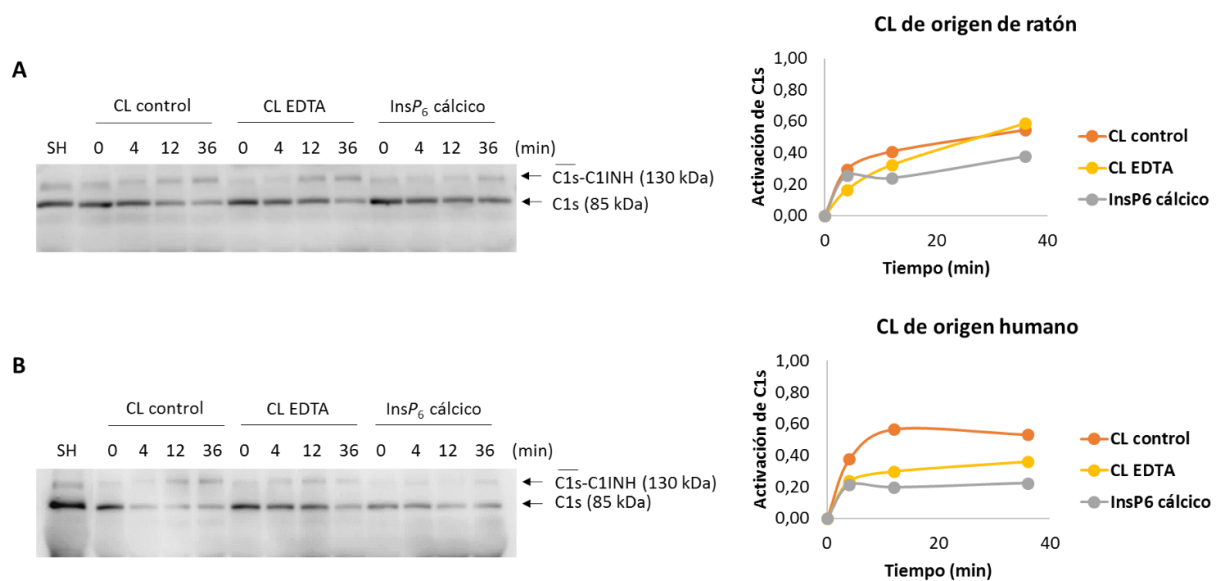 A
CL control
CL EDTA
InsP6 cálcico
SH 0 4 12 36 0 4 12 36 0 4 12 36 (min)
C1s-C1INH (130 kDa)
C1s (85 kDa)
CL de origen de ratón
Activación de C1s
1,00
0,80
0,60
0,40
0,20
0,00
0 20 40
Tiempo (min)
CL control
CL EDTA
InsP6 cálcico
B
CL control
CL EDTA
InsP6 cálcico
SH 0 4 12 36 0 4 12 36 0 4 12 36 (min)
C1s-C1INH (130 kDa)
C1s (85 kDa)
CL de origen humano
Activación de C1s
1,00
0,80
0,60
0,40
0,20
0,00
0 20 40
Tiempo (min)
CL control
CL EDTA
InsP6 cálcico